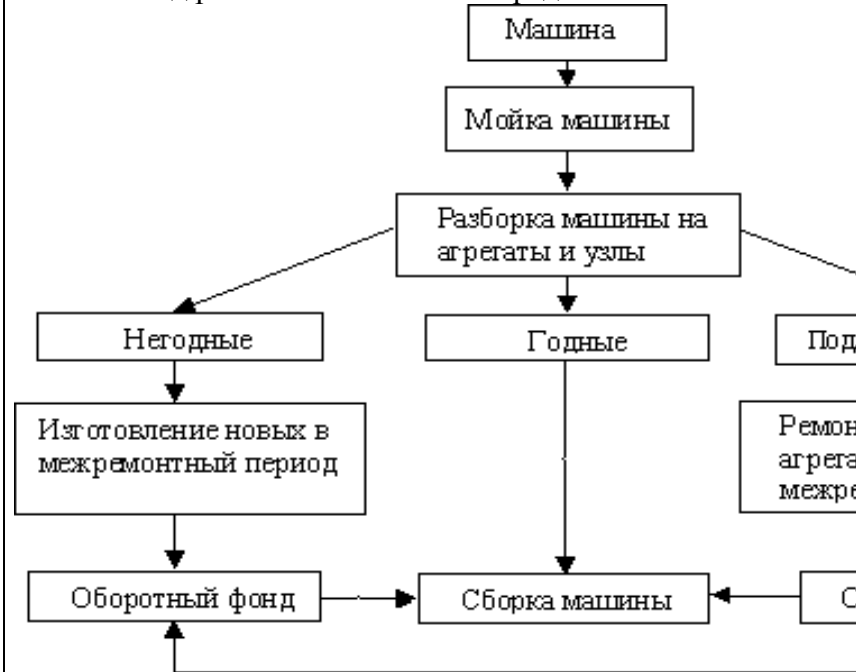 Машина
Мойка машины
Разборка машины на
агрегаты и узлы
Негодные
Годные
Изготовление новых в
межремонтный период
Оборотный фонд
Сборка машины